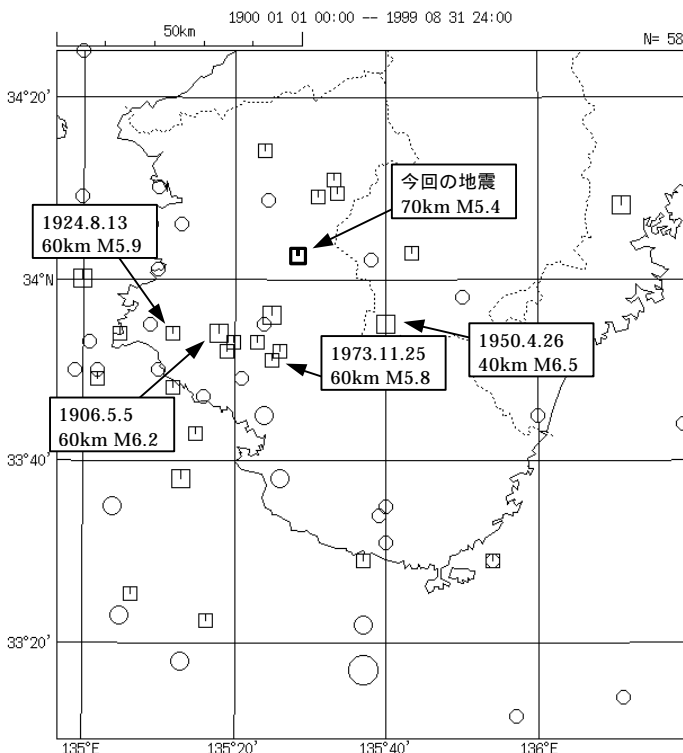 1900 01 01 00:00 -- 1999 08 31 24:00
50km
N= 58
34°20'
今回の地震
70km M5.4
1924.8.13
60km M5.9
34°N
1950.4.26
40km M6.5
1973.11.25
60km M5.8
1906.5.5
60km M6.2
33°40'
33°20'
135°E
135°20'
135°40'
136°E